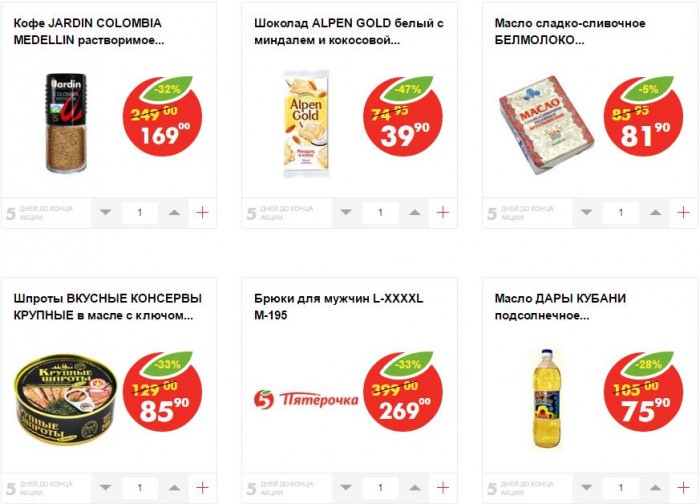 Кофе JARDIN COLOMBIA
MEDELLIN растворимое...
Jardin
COLOMBIA
MEDELLIN
-32%
249 00
169 00
5 ДНЕЙ ДО КОНЦА
АКЦИИ
1
Шоколад ALPEN GOLD белый с
миндалем и кокосовой...
Alpen
Gold
Миндаль и
кокос
-47%
74 95
39 90
5 ДНЕЙ ДО КОНЦА
АКЦИИ
1
Масло сладко-сливочное
БЕЛМОЛОКО...
МАСЛО
-5%
85 95
81 90
5 ДНЕЙ ДО КОНЦА
АКЦИИ
1
Шпроты ВКУСНЫЕ КОНСЕРВЫ
КРУПНЫЕ в масле с ключом...
Крупные
шпроты
Крупные
шпроты
-33%
129 00
85 90
5 ДНЕЙ ДО КОНЦА
АКЦИИ
1
Брюки для мужчин L-XXXXL
M-195
Пятёрочка
-33%
399 00
269 00
5 ДНЕЙ ДО КОНЦА
АКЦИИ
1
Масло ДАРЫ КУБАНИ
подсолнечное...
-28%
105 00
75 90
5 ДНЕЙ ДО КОНЦА
АКЦИИ
1